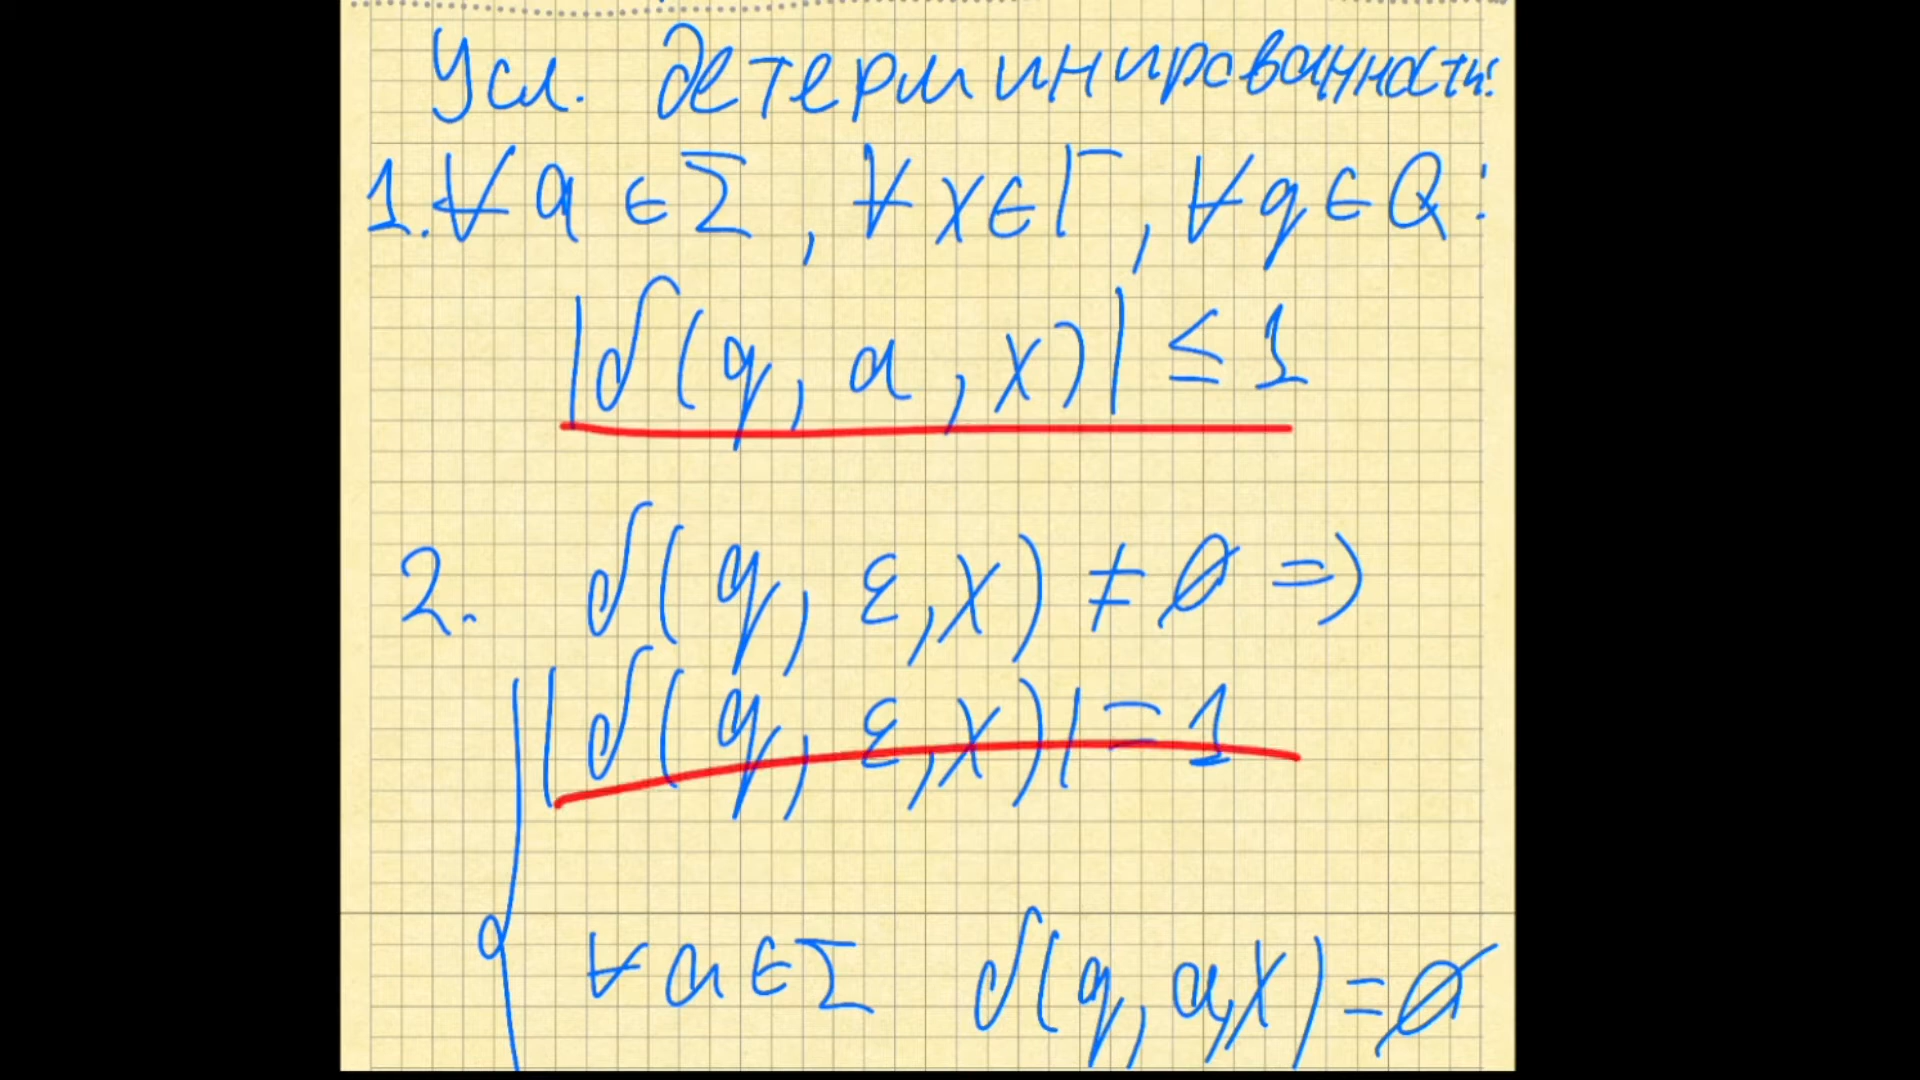 Усл. детерминированности:
1. ∀ a ∈ Σ, ∀ X ∈ Γ, ∀ q ∈ Q:
|δ(q, a, X)| ≤ 1
2. δ(q, ε, X) ≠ ∅ ⇒
|δ(q, ε, X)| = 1
∀ a ∈ Σ δ(q, a, X) = ∅